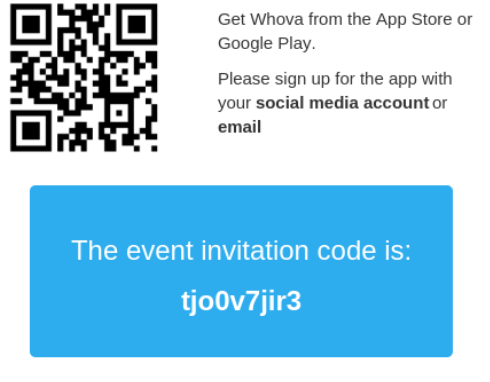 Get Whova from the App Store or
Google Play.
Please sign up for the app with
your social media account or
email
The event invitation code is:
tjo0v7jir3